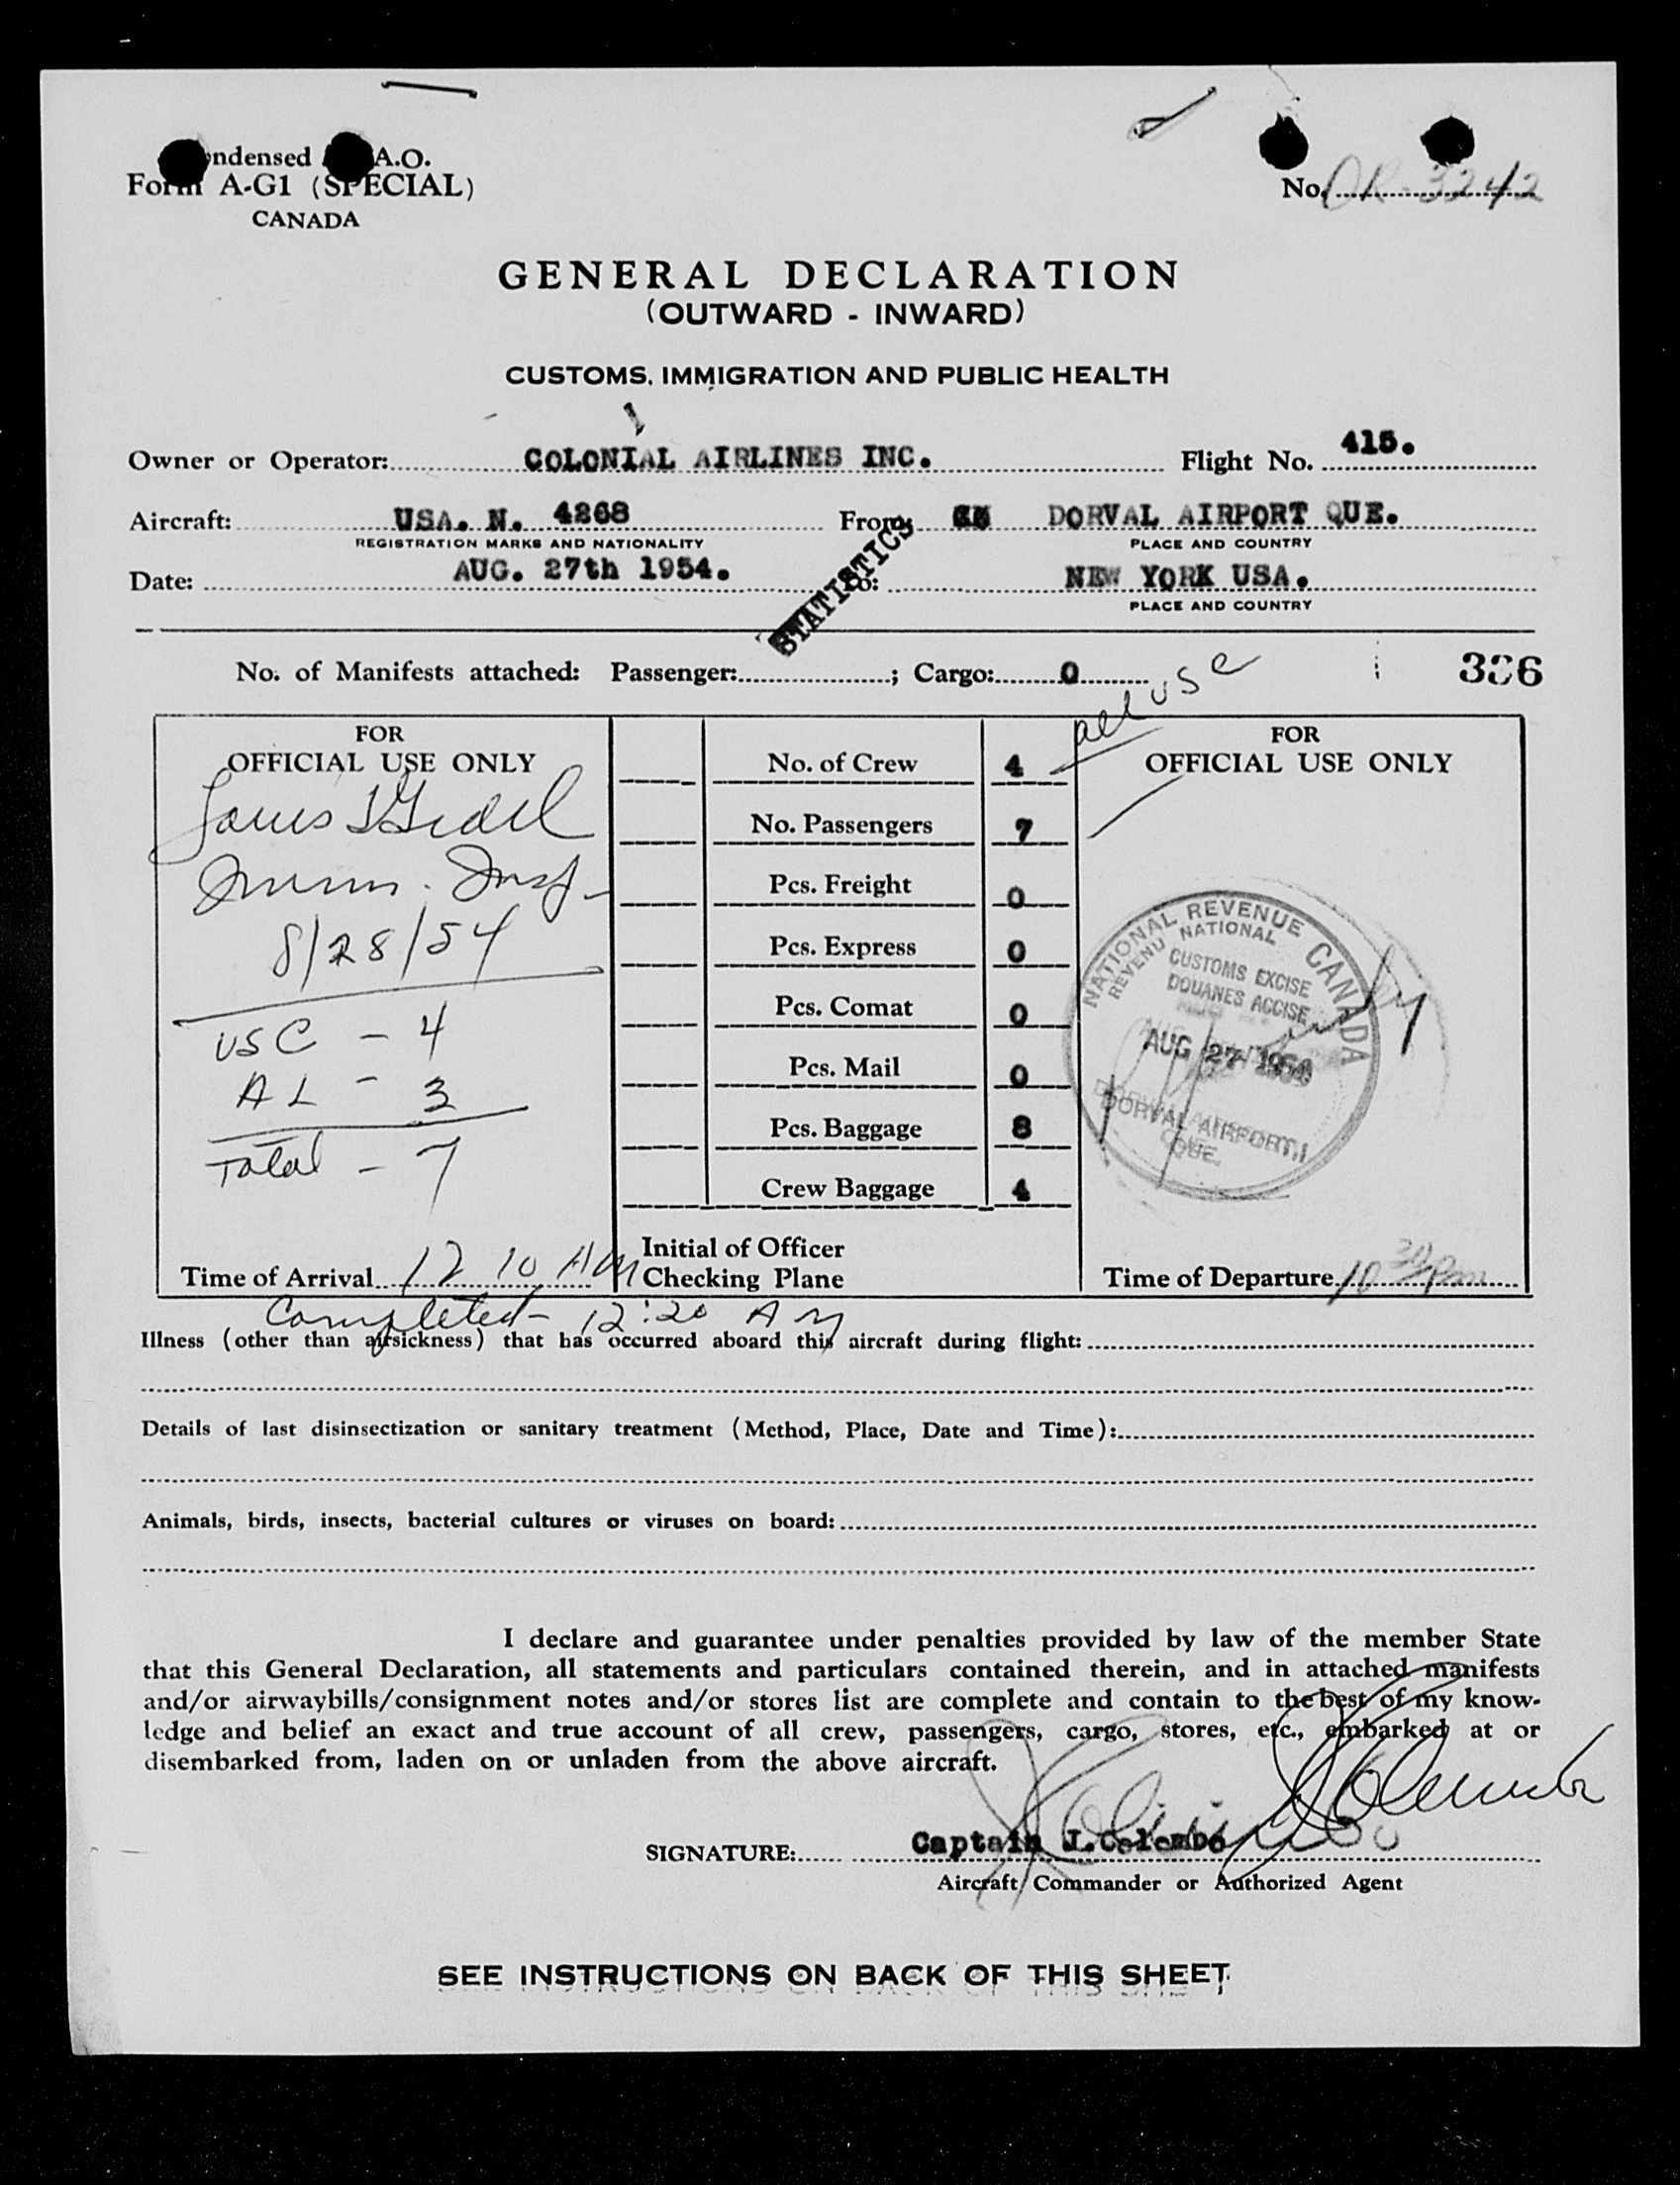 ndensed A.O.
Form A-G1 (SPECIAL)
CANADA
No. OR-3242
GENERAL DECLARATION
(OUTWARD - INWARD)
CUSTOMS, IMMIGRATION AND PUBLIC HEALTH
Owner or Operator: COLONIAL AIRLINES INC. Flight No. 415.
Aircraft: USA. N. 4268 From: DORVAL AIRPORT QUE.
REGISTRATION MARKS AND NATIONALITY PLACE AND COUNTRY
Date: AUG. 27th 1954. To: NEW YORK USA.
PLACE AND COUNTRY
STATISTICS
No. of Manifests attached: Passenger: ; Cargo: 0 336
all usc
FOR
OFFICIAL USE ONLY
Immn. Insp-
8/28/54
USC - 4
AL - 3
Total - 7
Time of Arrival 12 10 AM
Completed - 12:20 AM
No. of Crew 4
No. Passengers 7
Pcs. Freight 0
Pcs. Express 0
Pcs. Comat 0
Pcs. Mail 0
Pcs. Baggage 8
Crew Baggage 4
Initial of Officer
Checking Plane
FOR
OFFICIAL USE ONLY
NATIONAL REVENUE CANADA
REVENU NATIONAL
CUSTOMS EXCISE
DOUANES ACCISE
AUG 27 1954
DORVAL AIRPORT
QUE.
Time of Departure 10 30 Pm
Illness (other than airsickness) that has occurred aboard this aircraft during flight:
Details of last disinsectization or sanitary treatment (Method, Place, Date and Time):
Animals, birds, insects, bacterial cultures or viruses on board:
I declare and guarantee under penalties provided by law of the member State
that this General Declaration, all statements and particulars contained therein, and in attached manifests
and/or airwaybills/consignment notes and/or stores list are complete and contain to the best of my know-
ledge and belief an exact and true account of all crew, passengers, cargo, stores, etc., embarked at or
disembarked from, laden on or unladen from the above aircraft.
SIGNATURE: Captain J.Colombo
Aircraft Commander or Authorized Agent
SEE INSTRUCTIONS ON BACK OF THIS SHEET